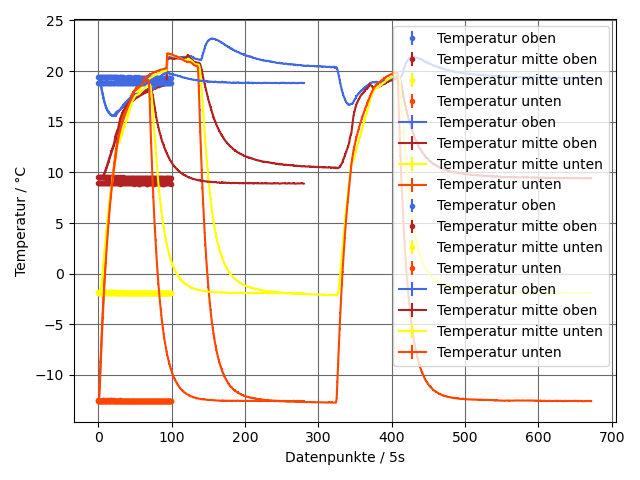 25
20
15
10
5
0
−5
−10
Temperatur / °C
0
100
200
300
400
500
600
700
Datenpunkte / 5s
Temperatur oben
Temperatur mitte oben
Temperatur mitte unten
Temperatur unten
Temperatur oben
Temperatur mitte oben
Temperatur mitte unten
Temperatur unten
Temperatur oben
Temperatur mitte oben
Temperatur mitte unten
Temperatur unten
Temperatur oben
Temperatur mitte oben
Temperatur mitte unten
Temperatur unten